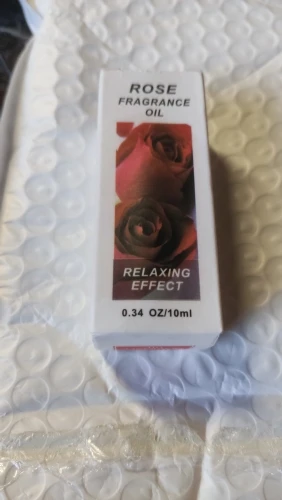 ROSE
FRAGRANCE
OIL
RELAXING
EFFECT
0.34 OZ/10ml